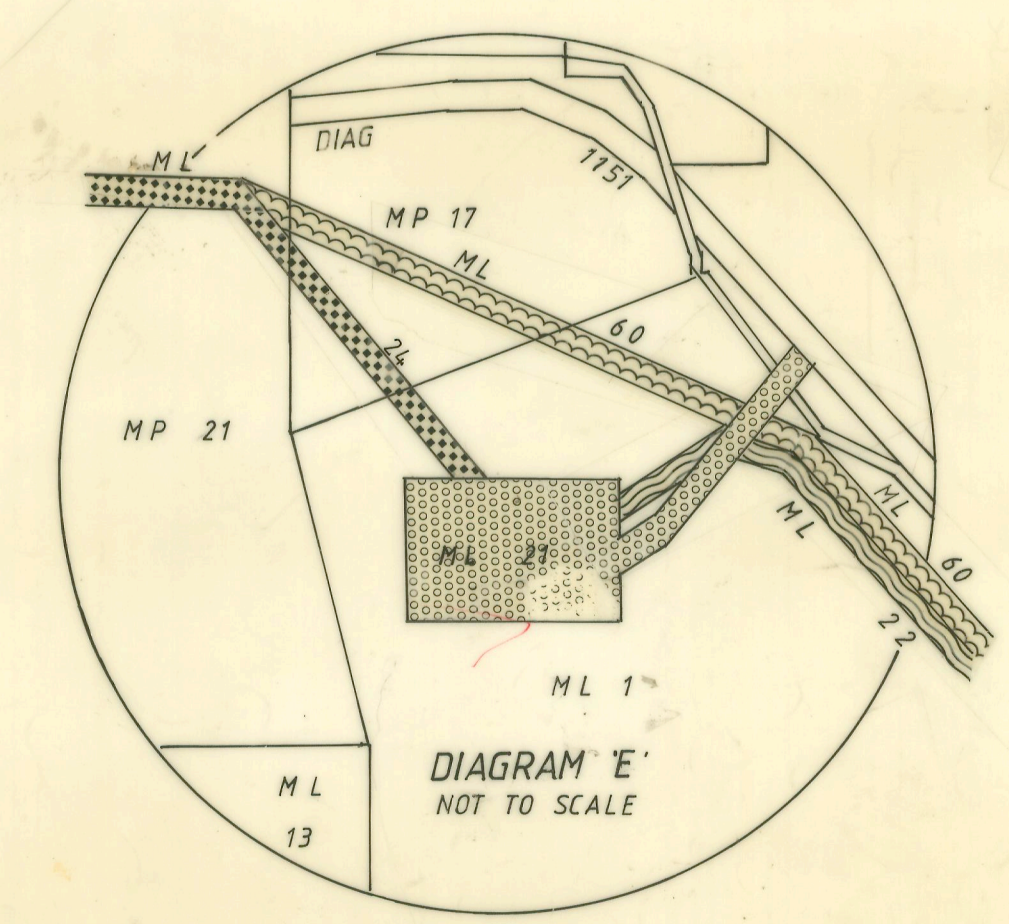 DIAG
1151
ML
MP 17
ML
60
24
MP 21
ML
60
ML
22
ML 21
ML 1
DIAGRAM 'E'
NOT TO SCALE
ML
13